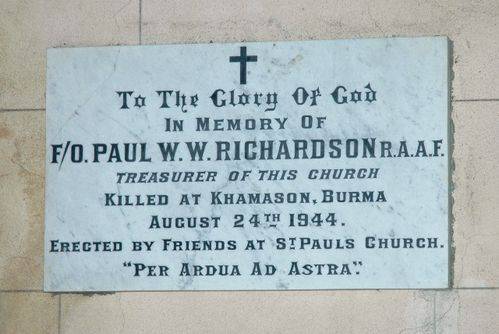 To The Glory Of God
IN MEMORY OF
F/O. PAUL W.W. RICHARDSON R.A.A.F.
TREASURER OF THIS CHURCH
KILLED AT KHAMASON, BURMA
AUGUST 24TH 1944.
ERECTED BY FRIENDS AT ST PAULS CHURCH.
"PER ARDUA AD ASTRA".